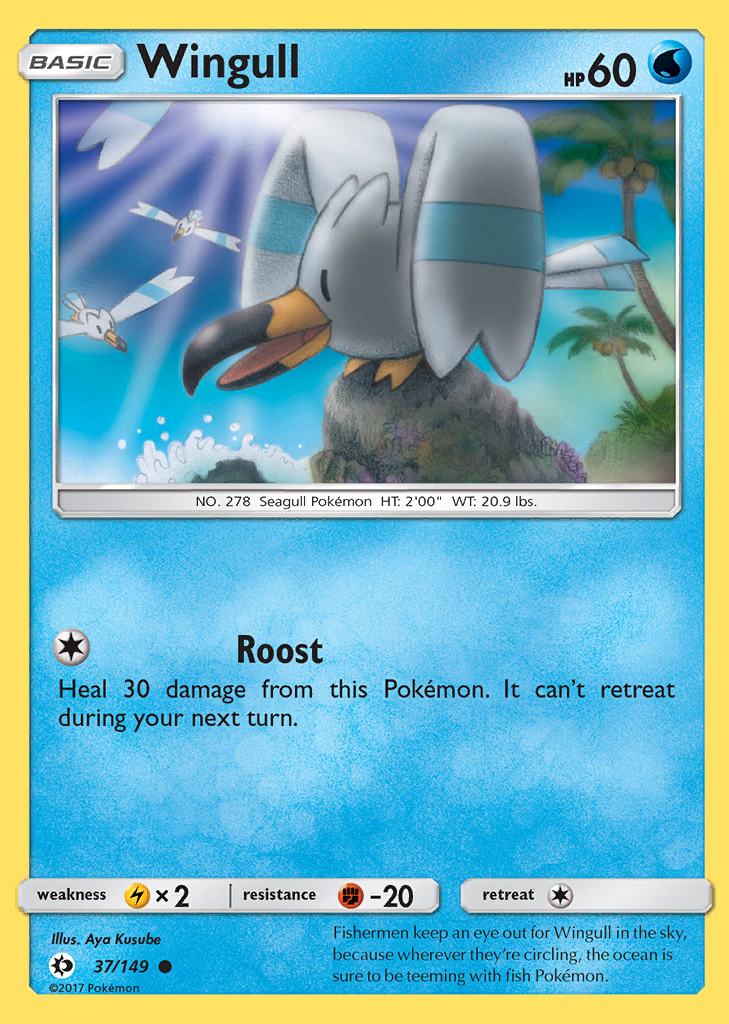 BASIC Wingull HP 60
NO. 278 Seagull Pokémon HT: 2'00" WT: 20.9 lbs.
Roost
Heal 30 damage from this Pokémon. It can't retreat
during your next turn.
weakness × 2 resistance -20 retreat
Illus. Aya Kusube
37/149
©2017 Pokémon
Fishermen keep an eye out for Wingull in the sky,
because wherever they're circling, the ocean is
sure to be teeming with fish Pokémon.